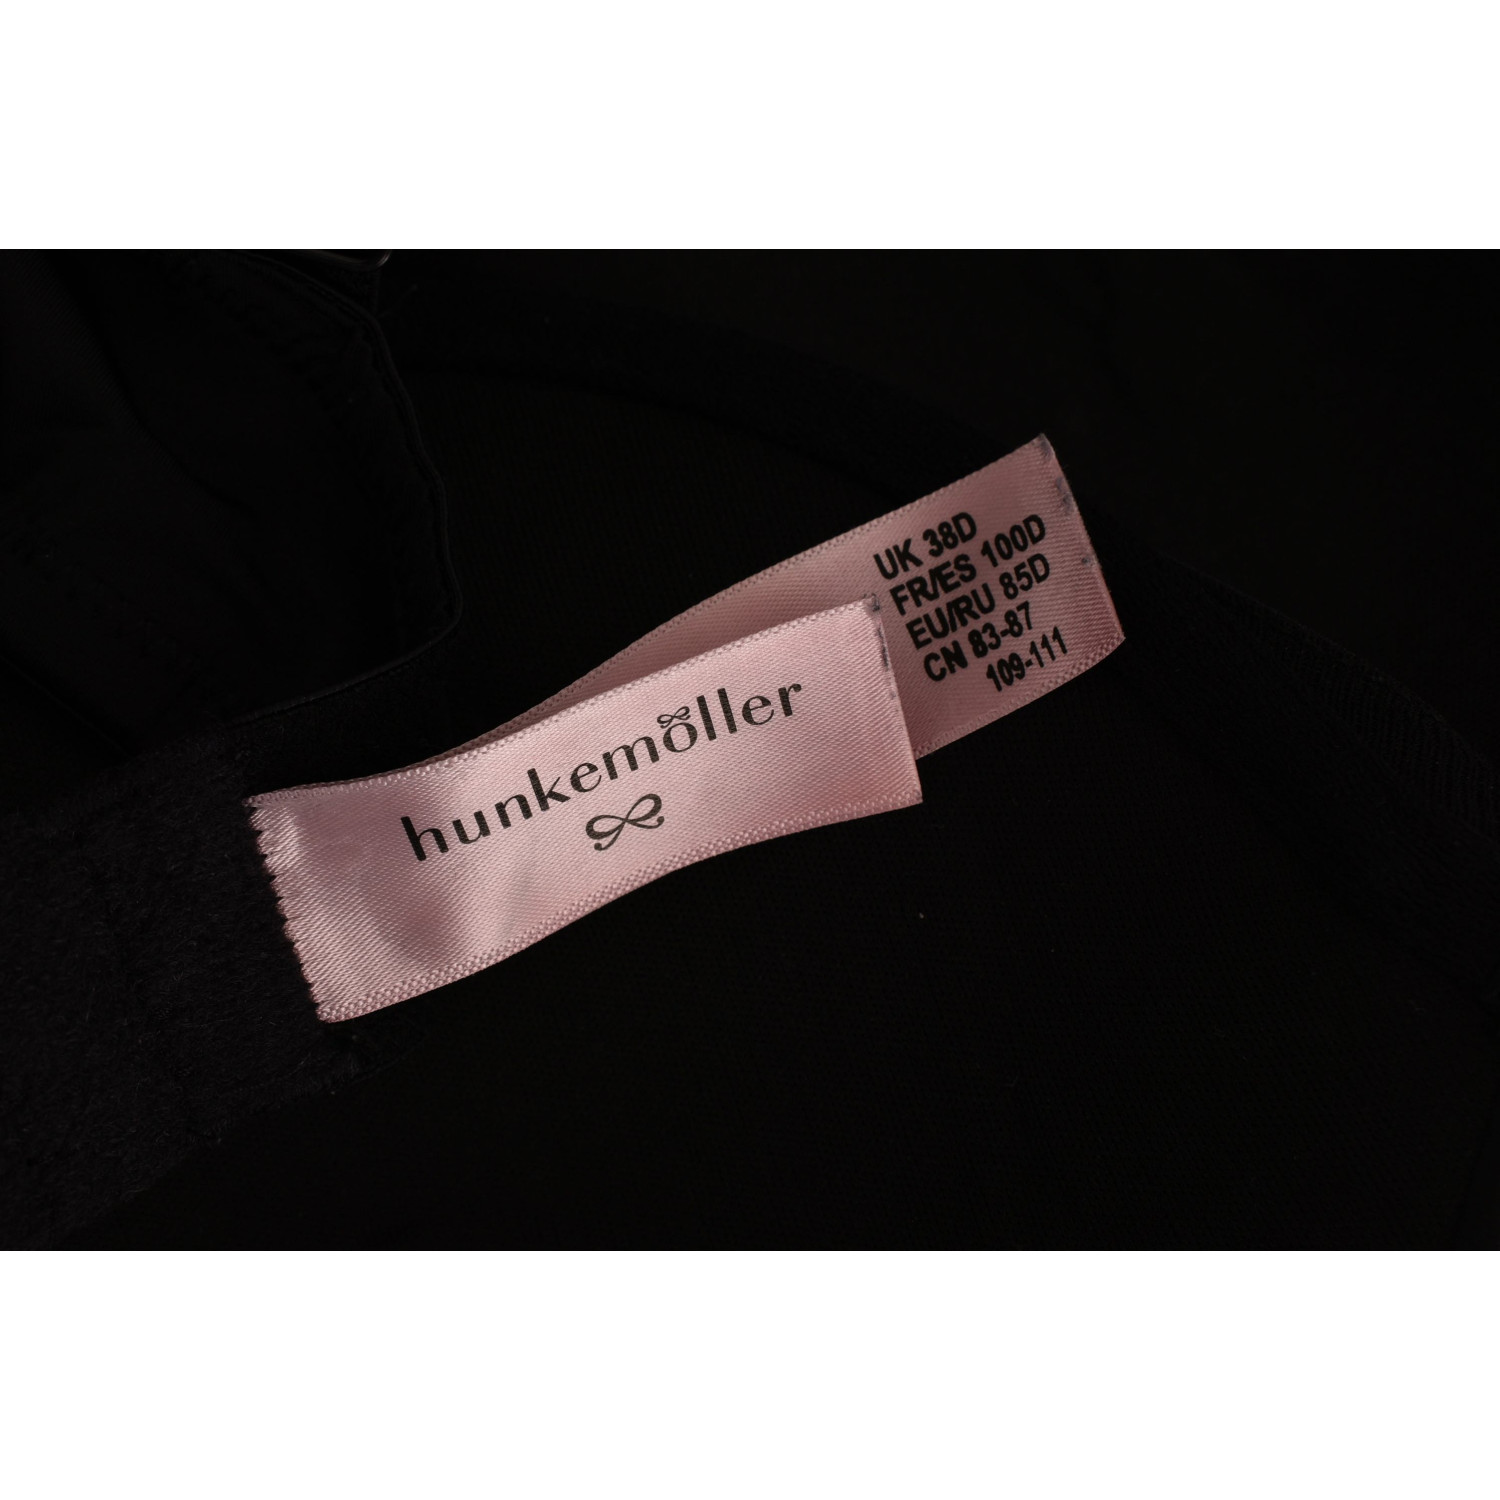 UK 38D
FR/ES 100D
EU/RU 85D
CN 83-87
109-111
hunkemöller